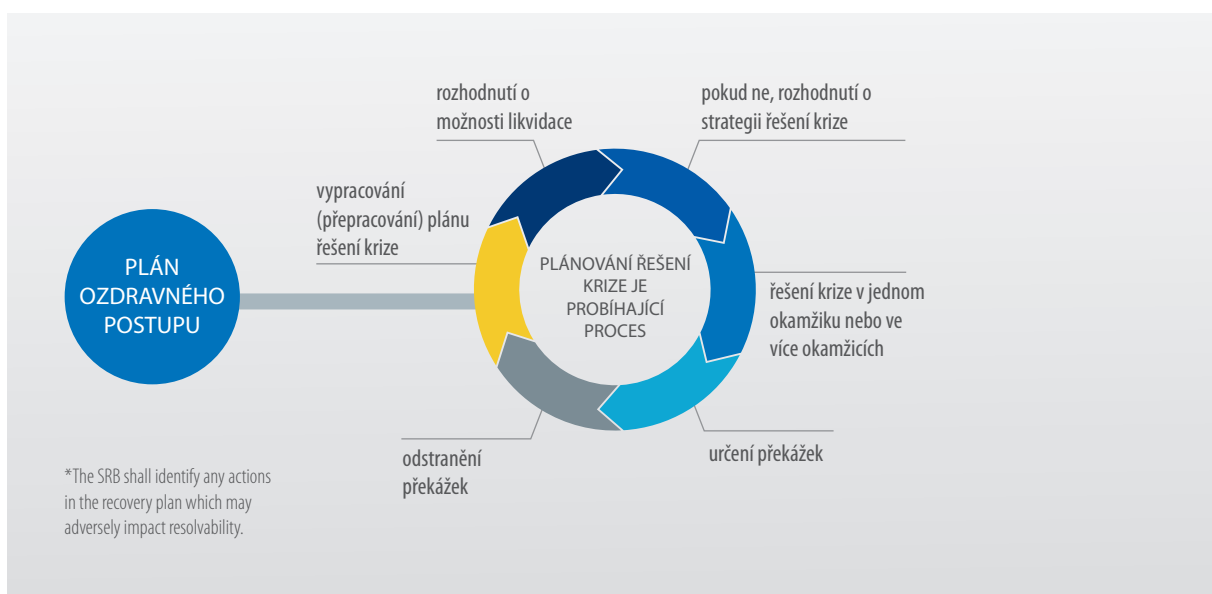 PLÁN
OZDRAVNÉHO
POSTUPU
vypracování
(přepracování) plánu
řešení krize
rozhodnutí o
možnosti likvidace
pokud ne, rozhodnutí o
strategii řešení krize
řešení krize v jednom
okamžiku nebo ve
více okamžicích
určení překážek
odstranění
překážek
PLÁNOVÁNÍ ŘEŠENÍ
KRIZE JE
PROBÍHAJÍCÍ
PROCES
*The SRB shall identify any actions
in the recovery plan which may
adversely impact resolvability.